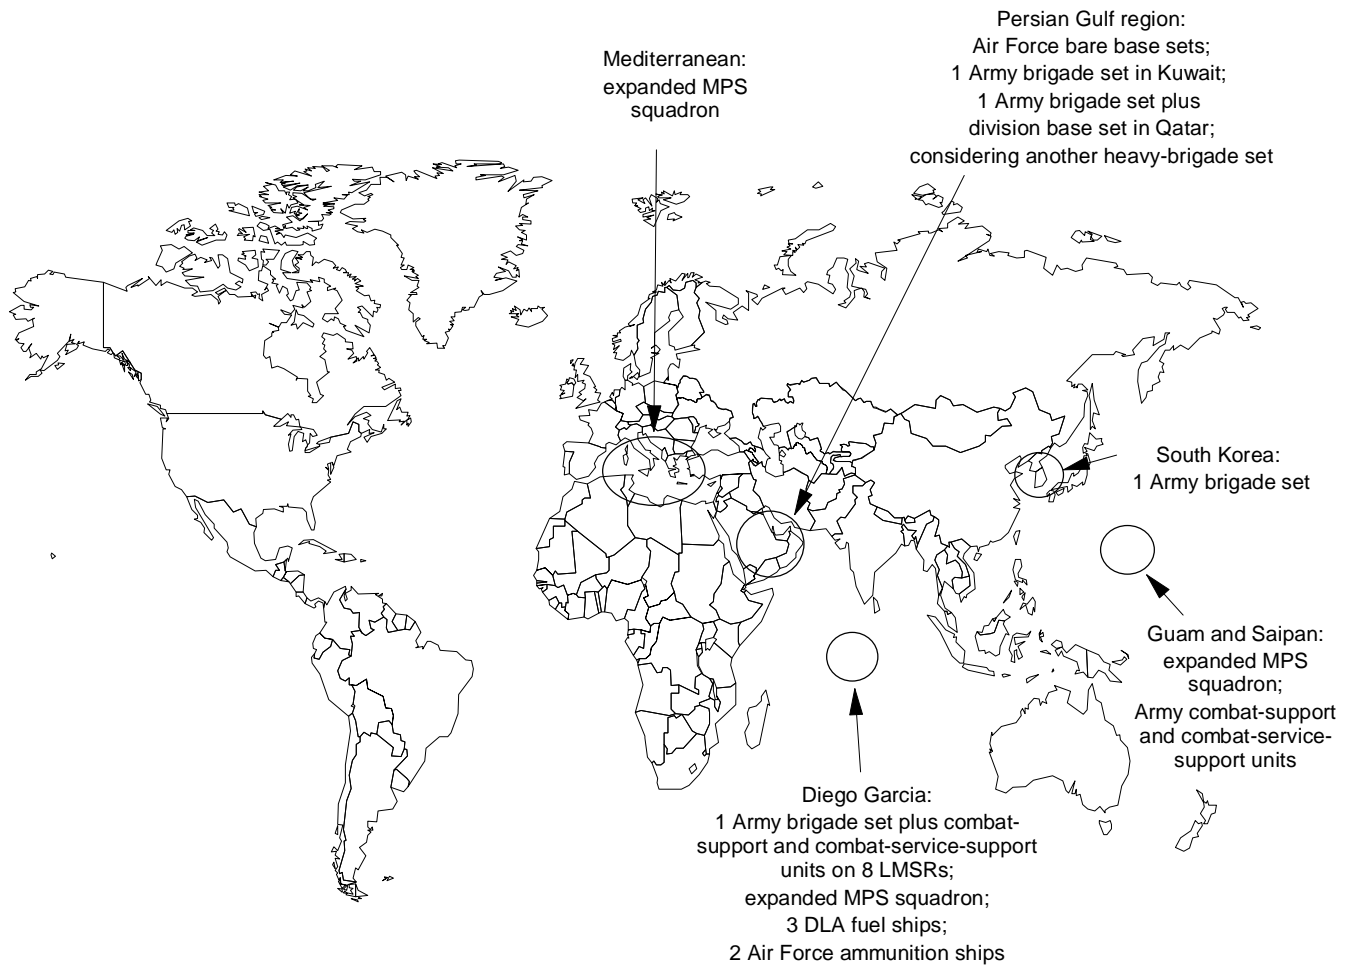 Persian Gulf region:
Air Force bare base sets;
1 Army brigade set in Kuwait;
1 Army brigade set plus
division base set in Qatar;
considering another heavy-brigade set
Mediterranean:
expanded MPS
squadron
South Korea:
1 Army brigade set
Guam and Saipan:
expanded MPS
squadron;
Army combat-support
and combat-service-
support units
Diego Garcia:
1 Army brigade set plus combat-
support and combat-service-support
units on 8 LMSRs;
expanded MPS squadron;
3 DLA fuel ships;
2 Air Force ammunition ships